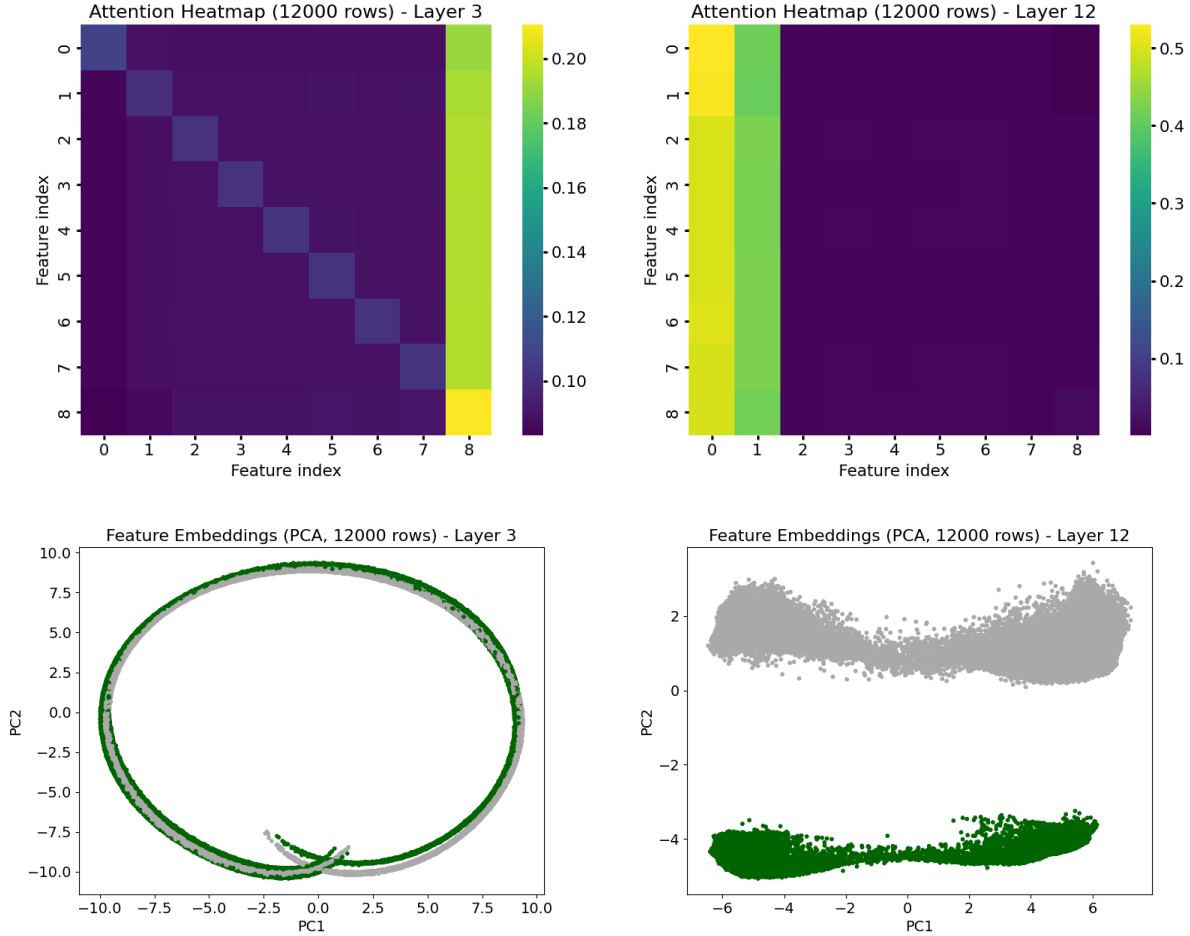 Attention Heatmap (12000 rows) - Layer 3
0
1
2
3
4
5
6
7
8
Feature index
0 1 2 3 4 5 6 7 8
Feature index
0.20
0.18
0.16
0.14
0.12
0.10
Attention Heatmap (12000 rows) - Layer 12
0
1
2
3
4
5
6
7
8
Feature index
0 1 2 3 4 5 6 7 8
Feature index
0.5
0.4
0.3
0.2
0.1
Feature Embeddings (PCA, 12000 rows) - Layer 3
10.0
7.5
5.0
2.5
0.0
−2.5
−5.0
−7.5
−10.0
PC2
−10.0 −7.5 −5.0 −2.5 0.0 2.5 5.0 7.5 10.0
PC1
Feature Embeddings (PCA, 12000 rows) - Layer 12
2
0
−2
−4
PC2
−6 −4 −2 0 2 4 6
PC1